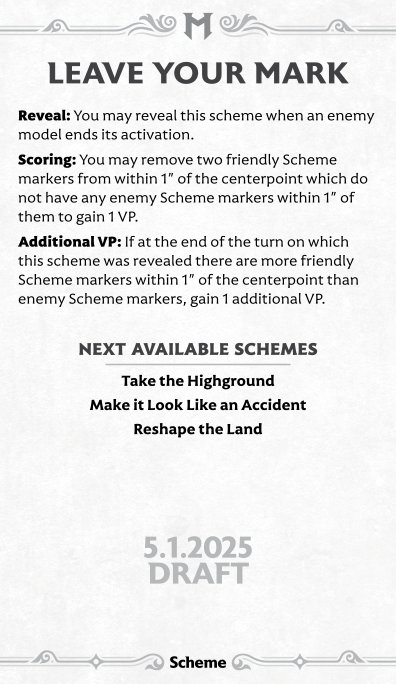 M
LEAVE YOUR MARK
Reveal: You may reveal this scheme when an enemy
model ends its activation.
Scoring: You may remove two friendly Scheme
markers from within 1″ of the centerpoint which do
not have any enemy Scheme markers within 1″ of
them to gain 1 VP.
Additional VP: If at the end of the turn on which
this scheme was revealed there are more friendly
Scheme markers within 1″ of the centerpoint than
enemy Scheme markers, gain 1 additional VP.
NEXT AVAILABLE SCHEMES
Take the Highground
Make it Look Like an Accident
Reshape the Land
5.1.2025
DRAFT
Scheme